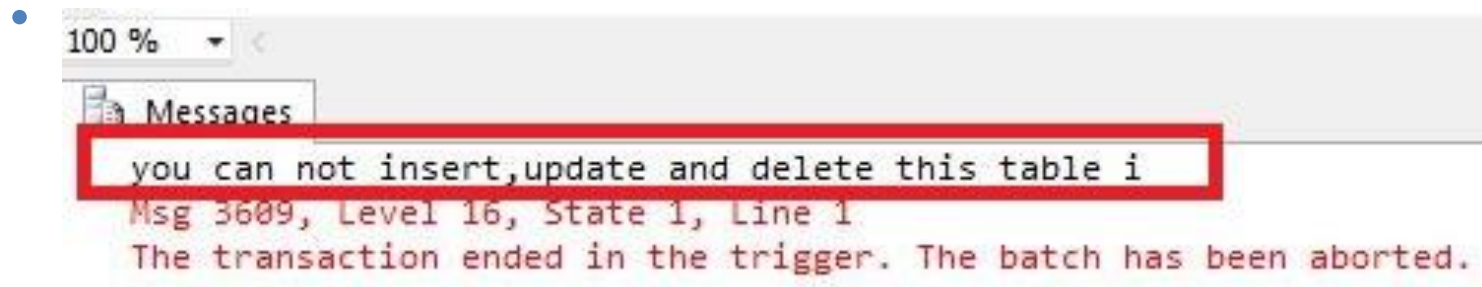 100 %
Messages
you can not insert,update and delete this table i
Msg 3609, Level 16, State 1, Line 1
The transaction ended in the trigger. The batch has been aborted.